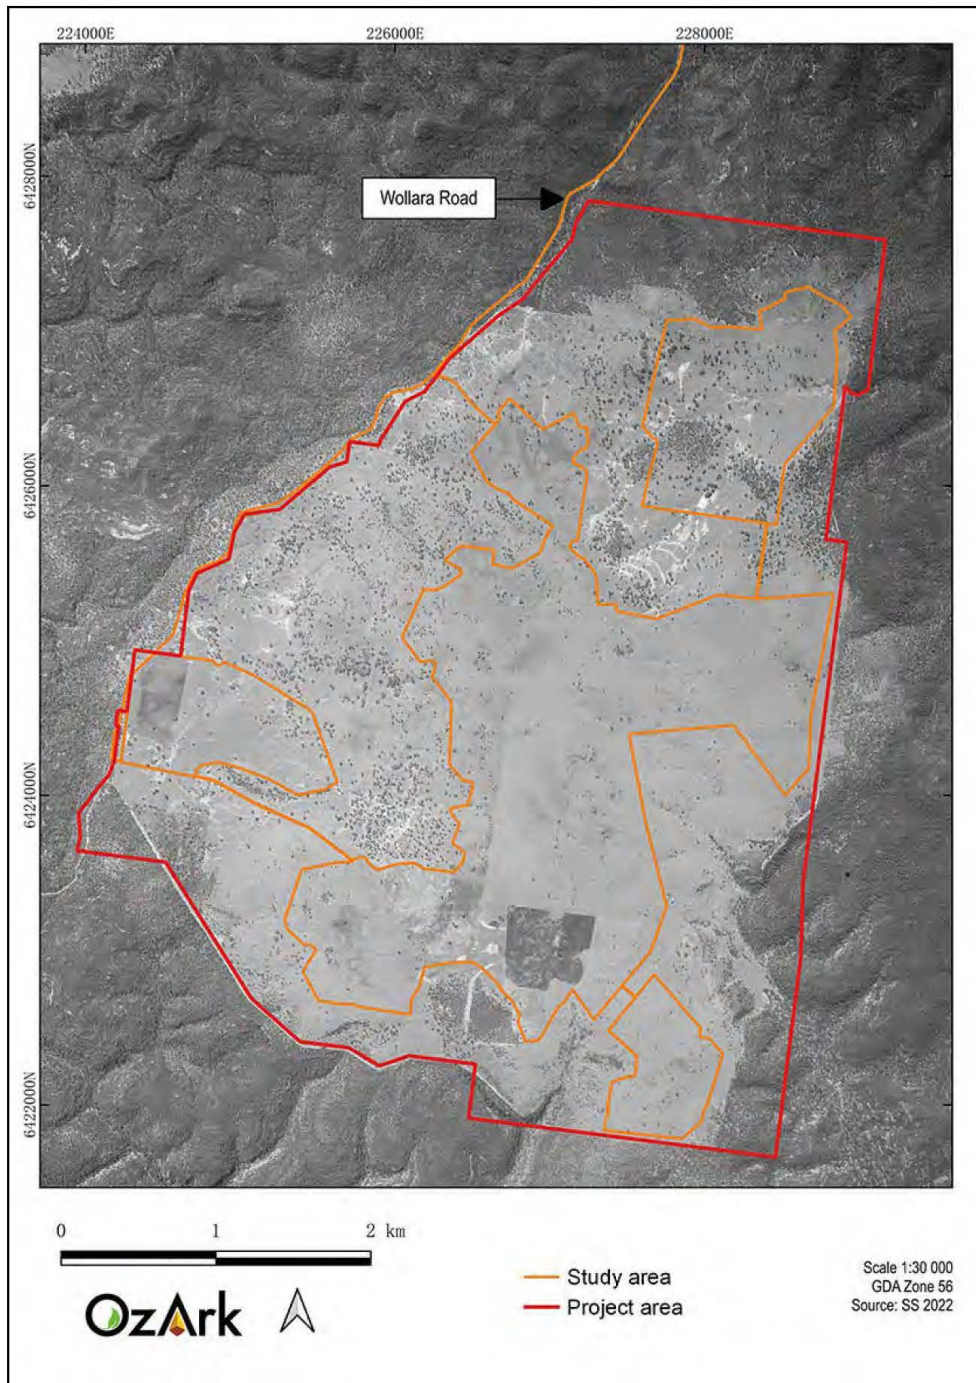 224000E 226000E 228000E
6428000N
Wollara Road
6426000N
6424000N
6422000N
0 1 2 km
OzArk
Study area
Project area
Scale 1:30 000
GDA Zone 56
Source: SS 2022